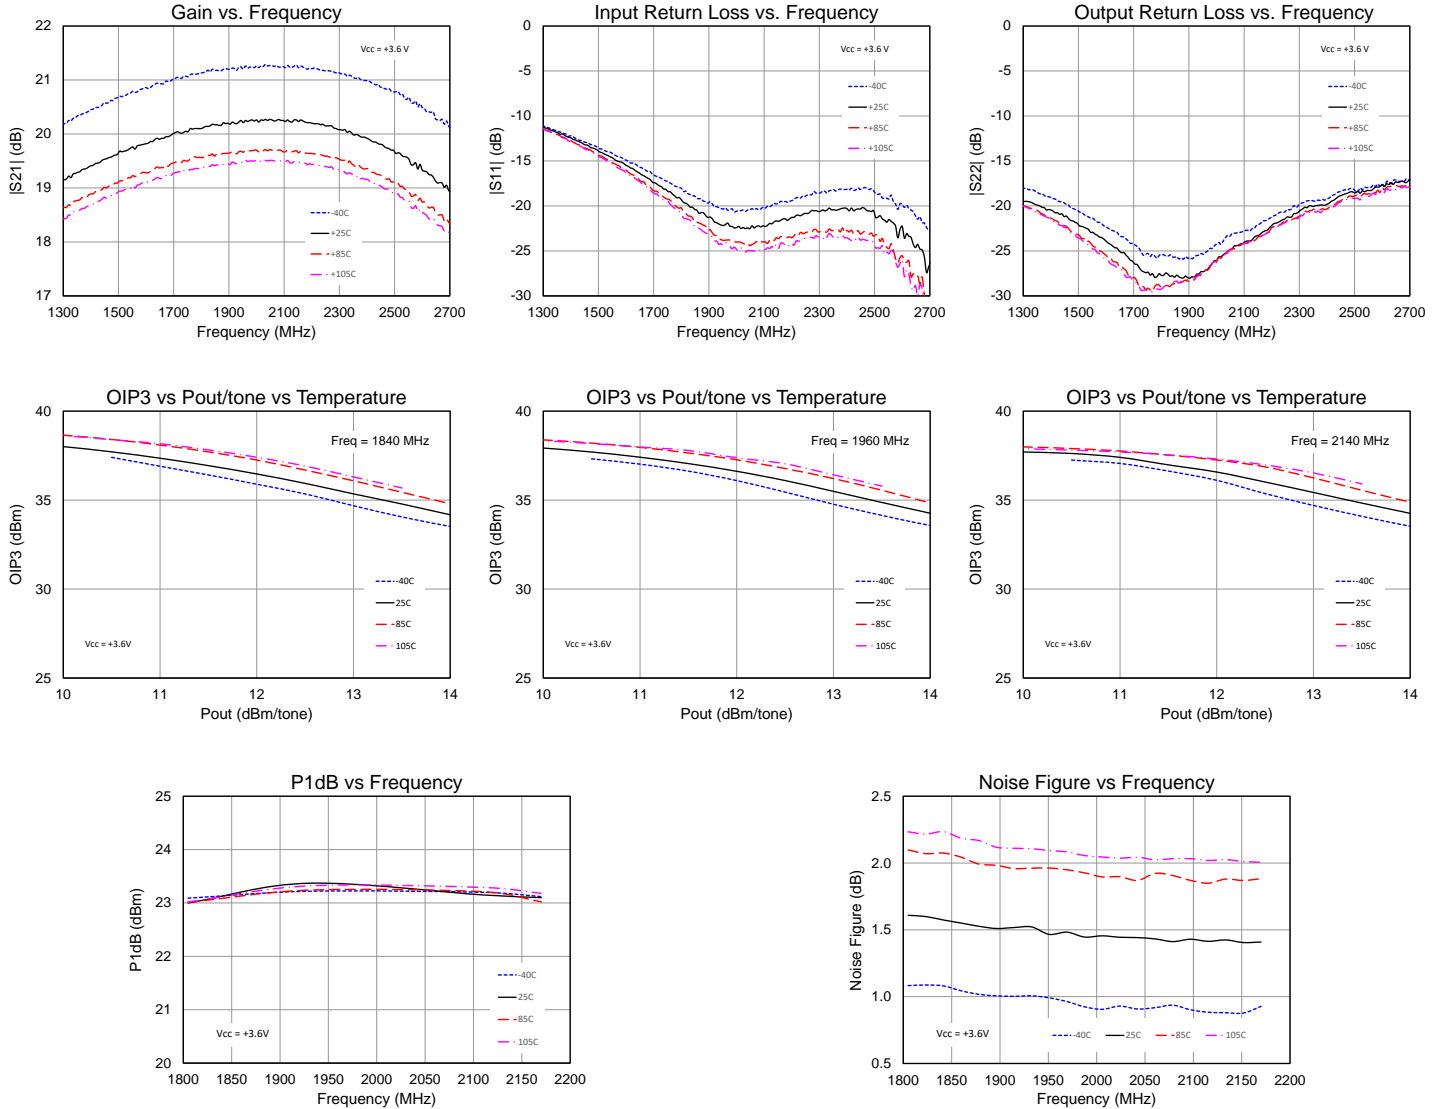 Gain vs. Frequency
22
21
20
19
18
17
|S21| (dB)
Vcc = +3.6 V
-40C
+25C
+85C
+105C
1300 1500 1700 1900 2100 2300 2500 2700
Frequency (MHz)
Input Return Loss vs. Frequency
0
-5
-10
-15
-20
-25
-30
|S11| (dB)
Vcc = +3.6 V
-40C
+25C
+85C
+105C
1300 1500 1700 1900 2100 2300 2500 2700
Frequency (MHz)
Output Return Loss vs. Frequency
0
-5
-10
-15
-20
-25
-30
|S22| (dB)
Vcc = +3.6 V
-40C
+25C
+85C
+105C
1300 1500 1700 1900 2100 2300 2500 2700
Frequency (MHz)
OIP3 vs Pout/tone vs Temperature
40
35
30
25
OIP3 (dBm)
Freq = 1840 MHz
-40C
25C
85C
105C
Vcc = +3.6V
10 11 12 13 14
Pout (dBm/tone)
OIP3 vs Pout/tone vs Temperature
40
35
30
25
OIP3 (dBm)
Freq = 1960 MHz
-40C
25C
85C
105C
Vcc = +3.6V
10 11 12 13 14
Pout (dBm/tone)
OIP3 vs Pout/tone vs Temperature
40
35
30
25
OIP3 (dBm)
Freq = 2140 MHz
-40C
25C
85C
105C
Vcc = +3.6V
10 11 12 13 14
Pout (dBm/tone)
P1dB vs Frequency
25
24
23
22
21
20
P1dB (dBm)
-40C
25C
85C
105C
Vcc = +3.6V
1800 1850 1900 1950 2000 2050 2100 2150 2200
Frequency (MHz)
Noise Figure vs Frequency
2.5
2.0
1.5
1.0
0.5
Noise Figure (dB)
Vcc = +3.6V
-40C 25C 85C 105C
1800 1850 1900 1950 2000 2050 2100 2150 2200
Frequency (MHz)